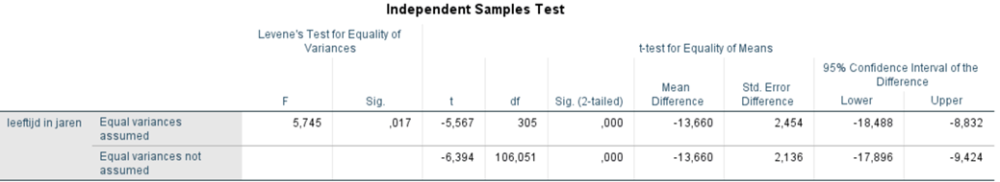 Independent Samples Test
Levene's Test for Equality of
Variances
t-test for Equality of Means
95% Confidence Interval of the
Difference
F Sig. t df Sig. (2-tailed) Mean
Difference Std. Error
Difference Lower Upper
leeftijd in jaren Equal variances
assumed 5,745 ,017 -5,567 305 ,000 -13,660 2,454 -18,488 -8,832
Equal variances not
assumed -6,394 106,051 ,000 -13,660 2,136 -17,896 -9,424